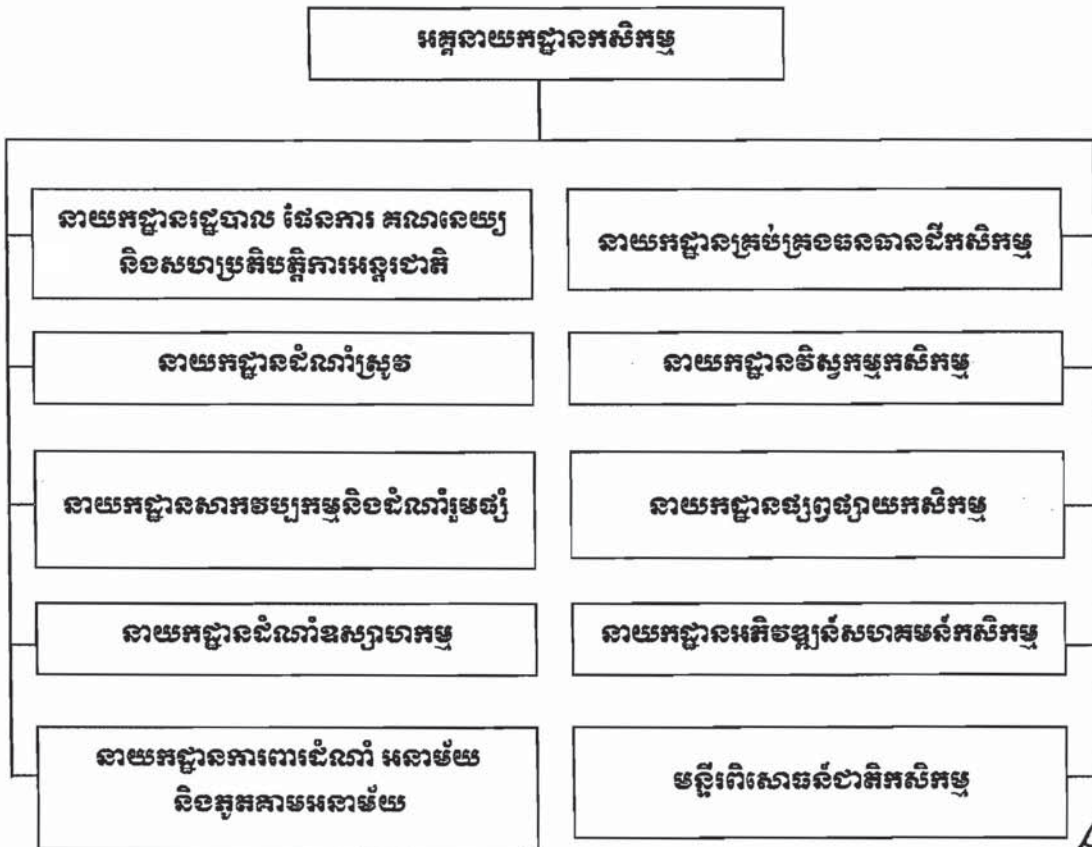 អគ្គនាយកដ្ឋានកសិកម្ម
នាយកដ្ឋានរដ្ឋបាល ផែនការ គណនេយ្យ
និងសហប្រតិបត្តិការអន្តរជាតិ
នាយកដ្ឋានគ្រប់គ្រងធនធានដីកសិកម្ម
នាយកដ្ឋានដំណាំស្រូវ
នាយកដ្ឋានវិស្វកម្មកសិកម្ម
នាយកដ្ឋានសាកវប្បកម្មនិងដំណាំរួមផ្សំ
នាយកដ្ឋានផ្សព្វផ្សាយកសិកម្ម
នាយកដ្ឋានដំណាំឧស្សាហកម្ម
នាយកដ្ឋានអភិវឌ្ឍន៍សហគមន៍កសិកម្ម
នាយកដ្ឋានការពារដំណាំ អនាម័យ
និងភូតគាមអនាម័យ
មន្ទីរពិសោធន៍ជាតិកសិកម្ម